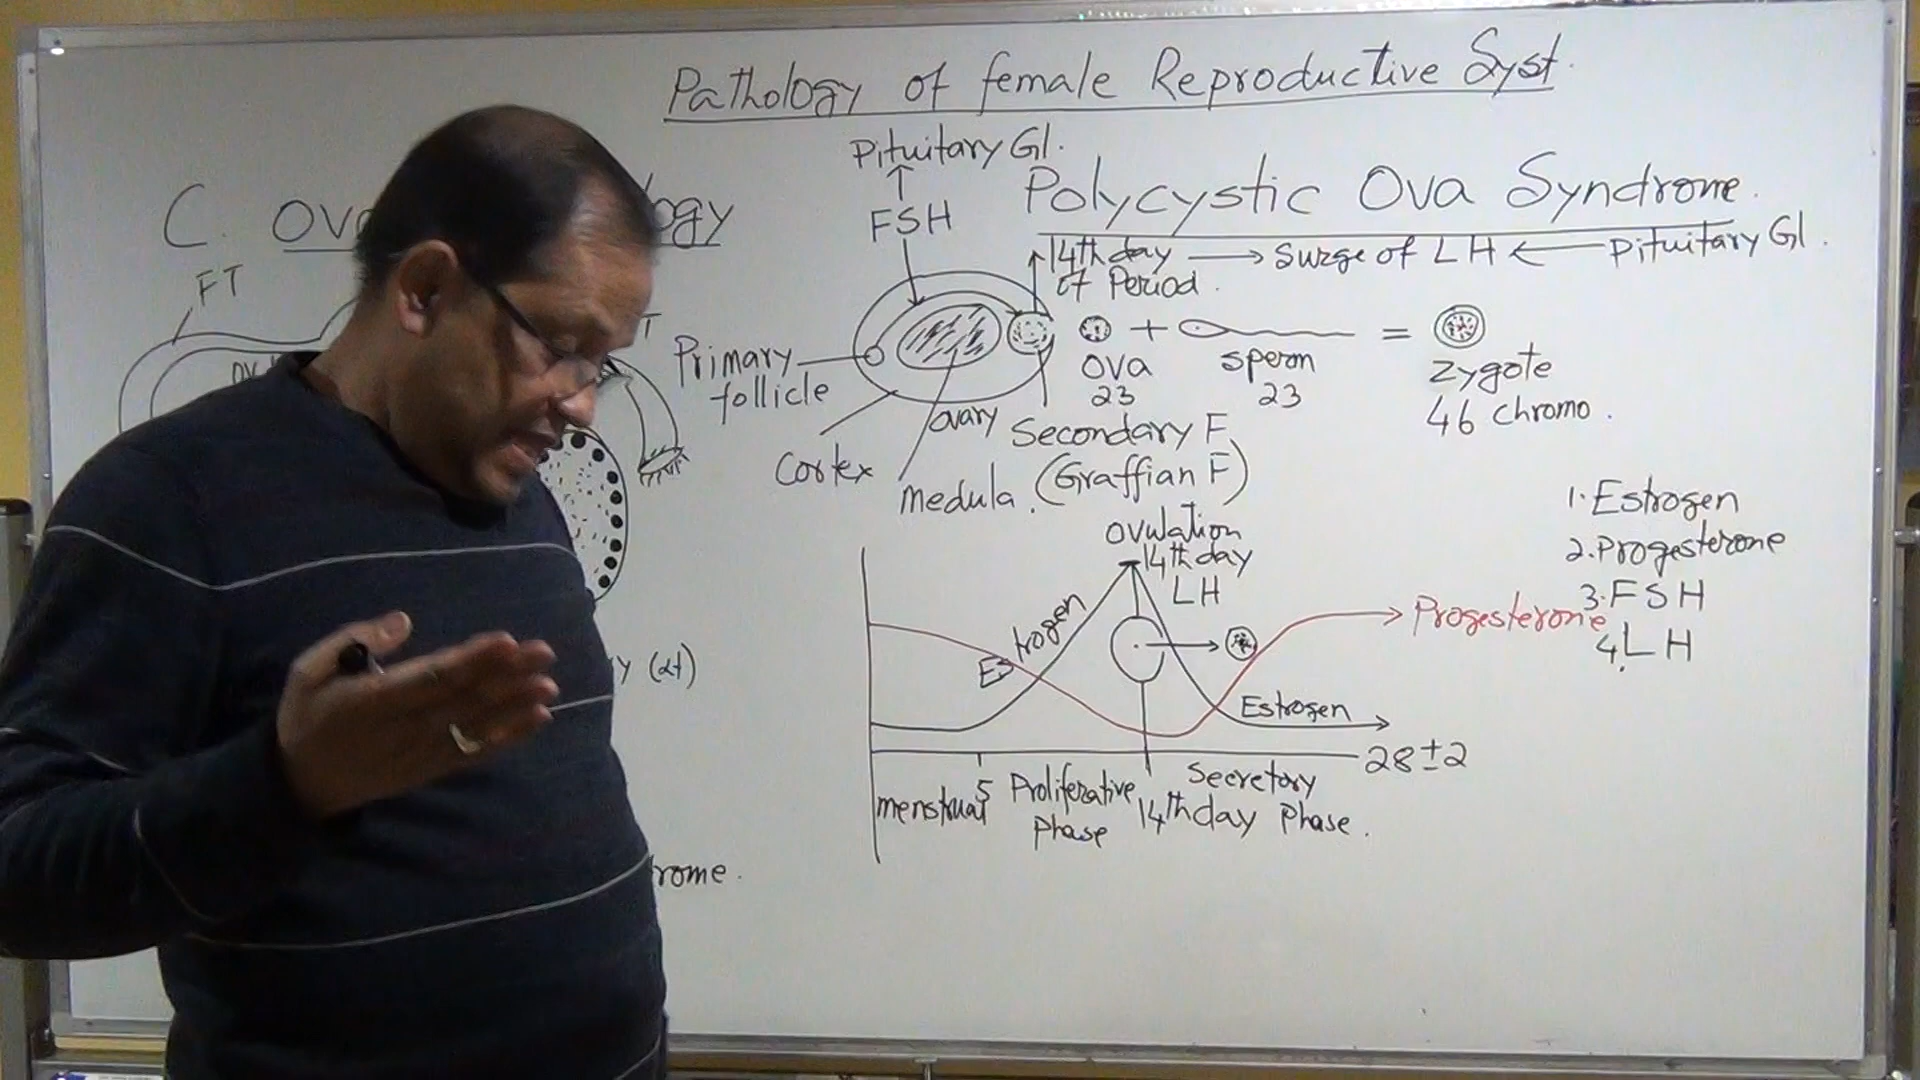 Pathology of female Reproductive Syst.
C. Ova
ogy
FT
T
Pituitary Gl.
FSH
Polycystic Ova Syndrome.
14th day → Surge of LH ← Pituitary Gl.
of Period.
Primary
follicle
Cortex
ovary
Medula.
Secondary F
(Graffian F)
Ova + sperm = Zygote
23 23 46 chromo.
Ovulation
14th day
LH
Estrogen
Estrogen
Progesterone
28±2
5
menstrual
Proliferative
Phase
Secretory
14th day Phase.
1. Estrogen
2. Progesterone
3. FSH
4. LH
rome.